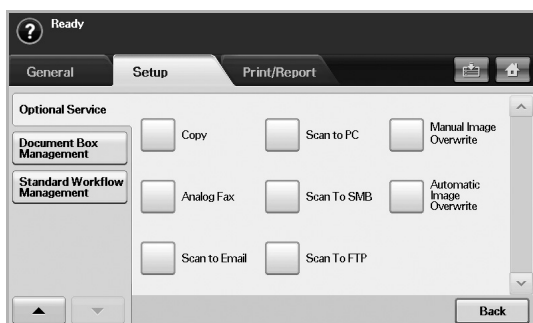 ?
Ready
General
Setup
Print/Report
Optional Service
Document Box
Management
Standard Workflow
Management
Copy
Scan to PC
Manual Image
Overwrite
Analog Fax
Scan To SMB
Automatic
Image
Overwrite
Scan to Email
Scan To FTP
Back